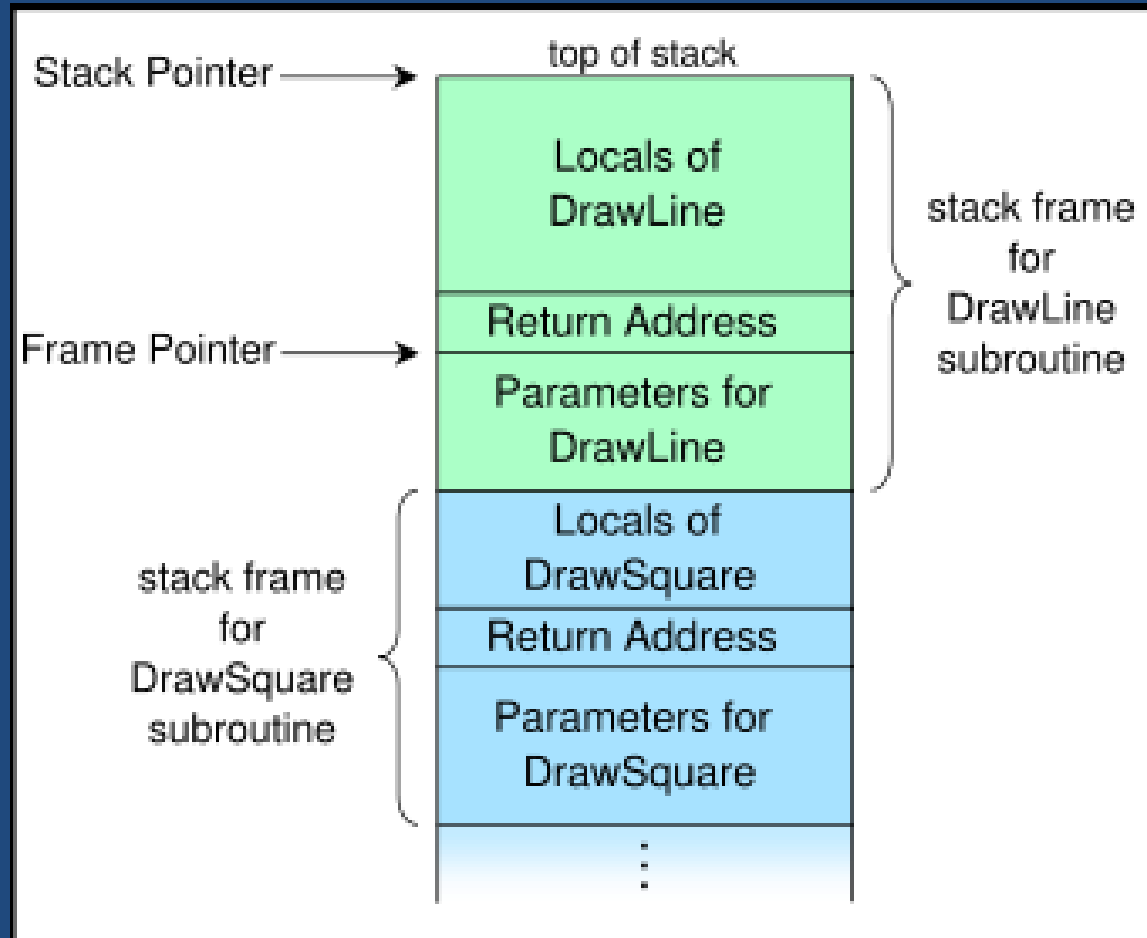 top of stack
Stack Pointer
Locals of
DrawLine
stack frame
for
DrawLine
subroutine
Return Address
Frame Pointer
Parameters for
DrawLine
Locals of
DrawSquare
stack frame
for
DrawSquare
subroutine
Return Address
Parameters for
DrawSquare